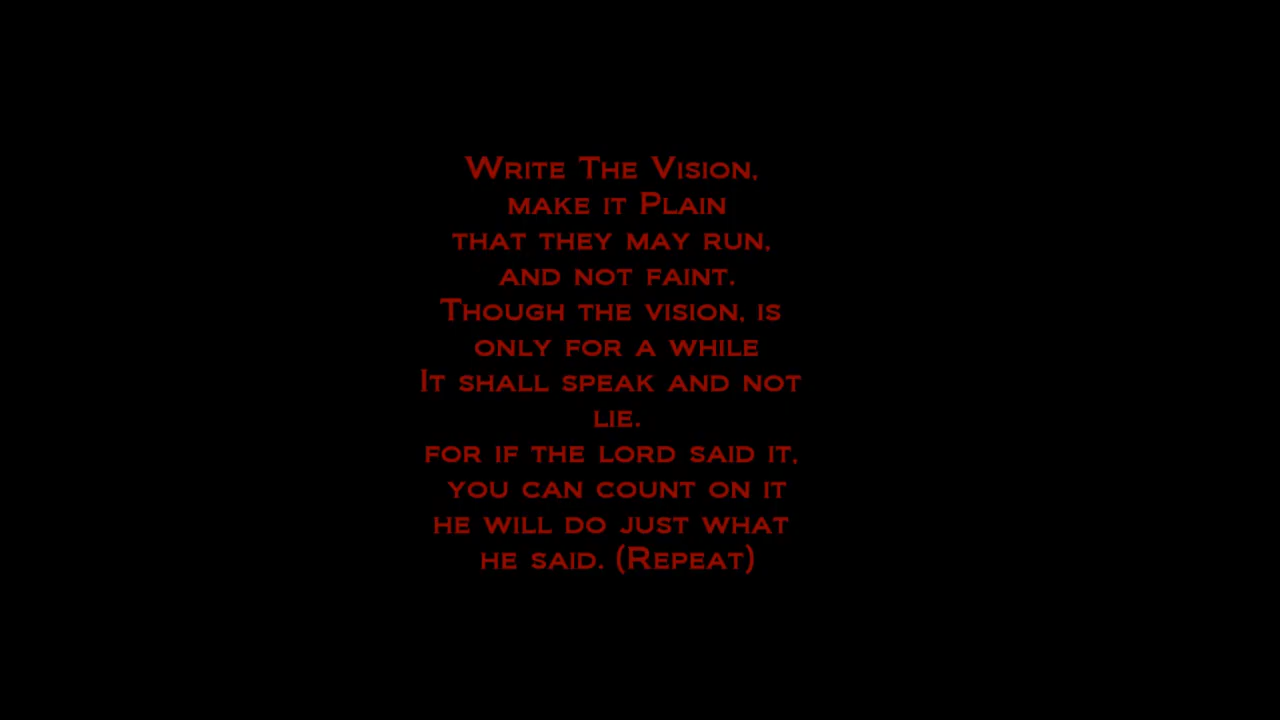 Write The Vision,
make it Plain
that they may run,
and not faint.
Though the vision, is
only for a while
It shall speak and not
lie.
for if the lord said it,
you can count on it
he will do just what
he said. (Repeat)